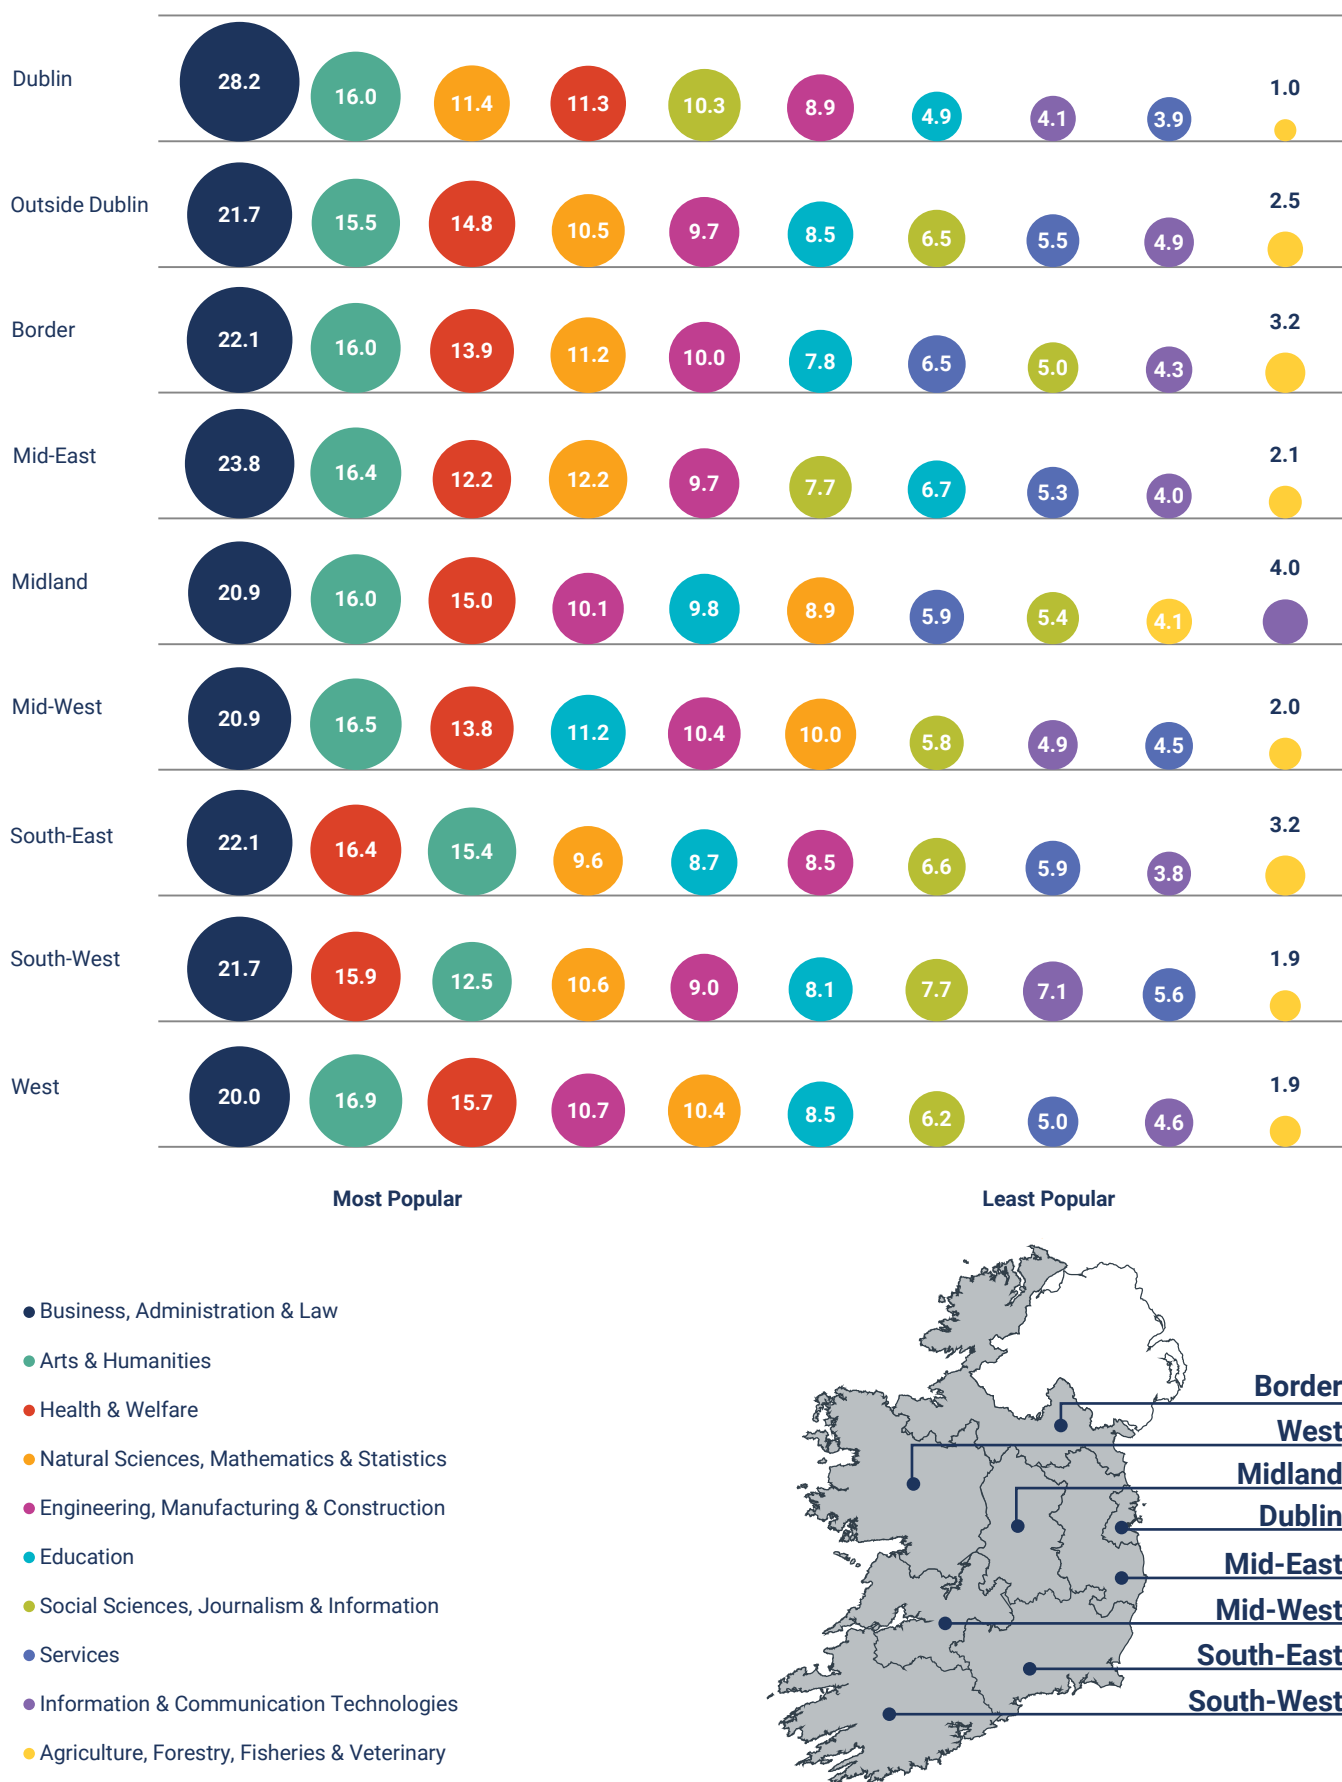 Dublin 28.2 16.0 11.4 11.3 10.3 8.9 4.9 4.1 3.9 1.0
Outside Dublin 21.7 15.5 14.8 10.5 9.7 8.5 6.5 5.5 4.9 2.5
Border 22.1 16.0 13.9 11.2 10.0 7.8 6.5 5.0 4.3 3.2
Mid-East 23.8 16.4 12.2 12.2 9.7 7.7 6.7 5.3 4.0 2.1
Midland 20.9 16.0 15.0 10.1 9.8 8.9 5.9 5.4 4.1 4.0
Mid-West 20.9 16.5 13.8 11.2 10.4 10.0 5.8 4.9 4.5 2.0
South-East 22.1 16.4 15.4 9.6 8.7 8.5 6.6 5.9 3.8 3.2
South-West 21.7 15.9 12.5 10.6 9.0 8.1 7.7 7.1 5.6 1.9
West 20.0 16.9 15.7 10.7 10.4 8.5 6.2 5.0 4.6 1.9
Most Popular Least Popular
Business, Administration & Law
Arts & Humanities
Health & Welfare
Natural Sciences, Mathematics & Statistics
Engineering, Manufacturing & Construction
Education
Social Sciences, Journalism & Information
Services
Information & Communication Technologies
Agriculture, Forestry, Fisheries & Veterinary
Border
West
Midland
Dublin
Mid-East
Mid-West
South-East
South-West